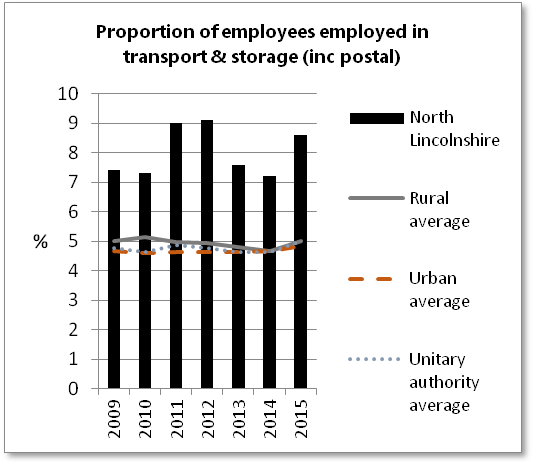 Proportion of employees employed in
transport & storage (inc postal)
10
9
8
7
6
5
4
3
2
1
0
%
2009
2010
2011
2012
2013
2014
2015
North
Lincolnshire
Rural
average
Urban
average
Unitary
authority
average